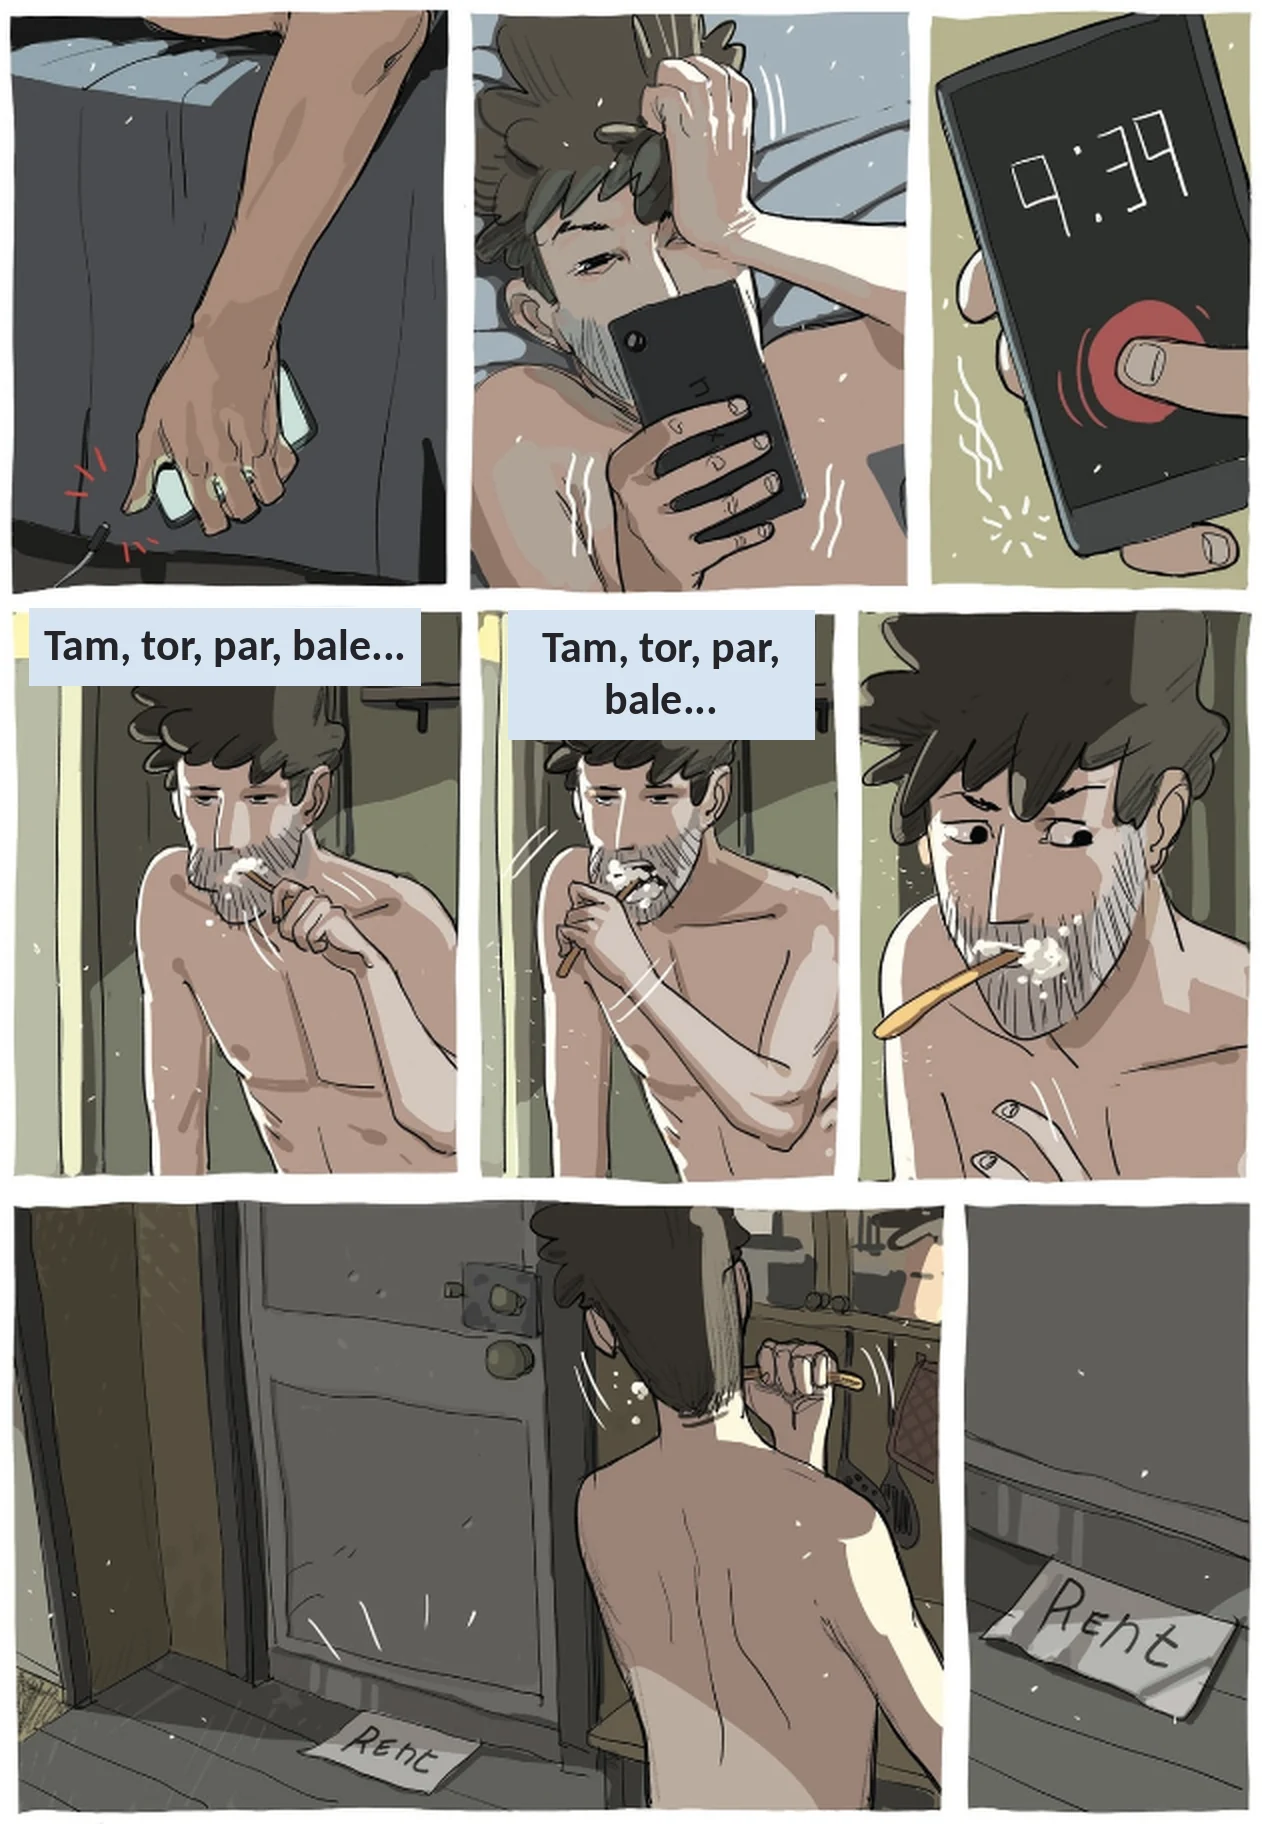 9:39
Tam, tor, par, bale...
Tam, tor, par,
bale...
Rent
Rent